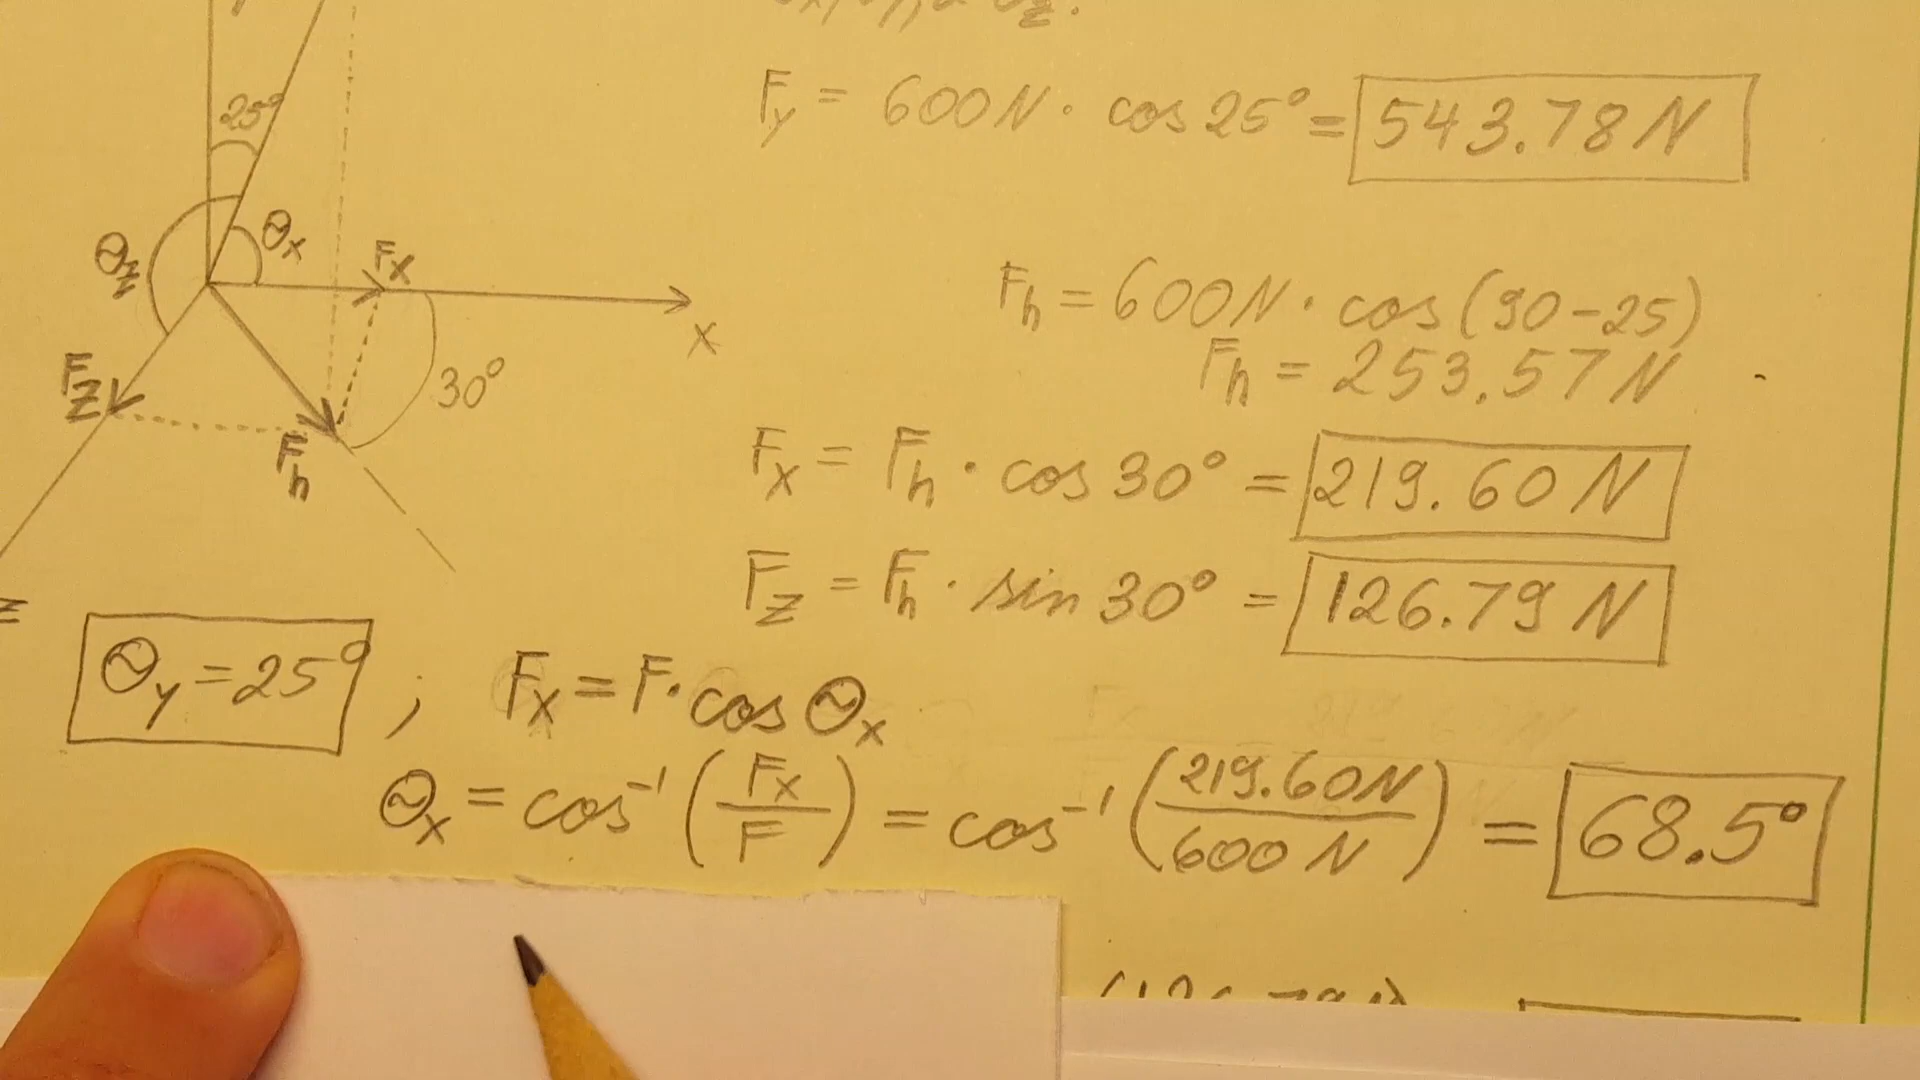 25°
Θx
Θz
Fx
x
30°
Fz
Fh
z
Fy = 600N · cos 25° = 543.78 N
Fh = 600N · cos (90-25)
Fh = 253.57 N
Fx = Fh · cos 30° = 219.60 N
Fz = Fh · sin 30° = 126.79 N
Θy = 25° ; Fx = F · cos Θx
Θx = cos⁻¹ (Fx/F) = cos⁻¹ (219.60N/600N) = 68.5°